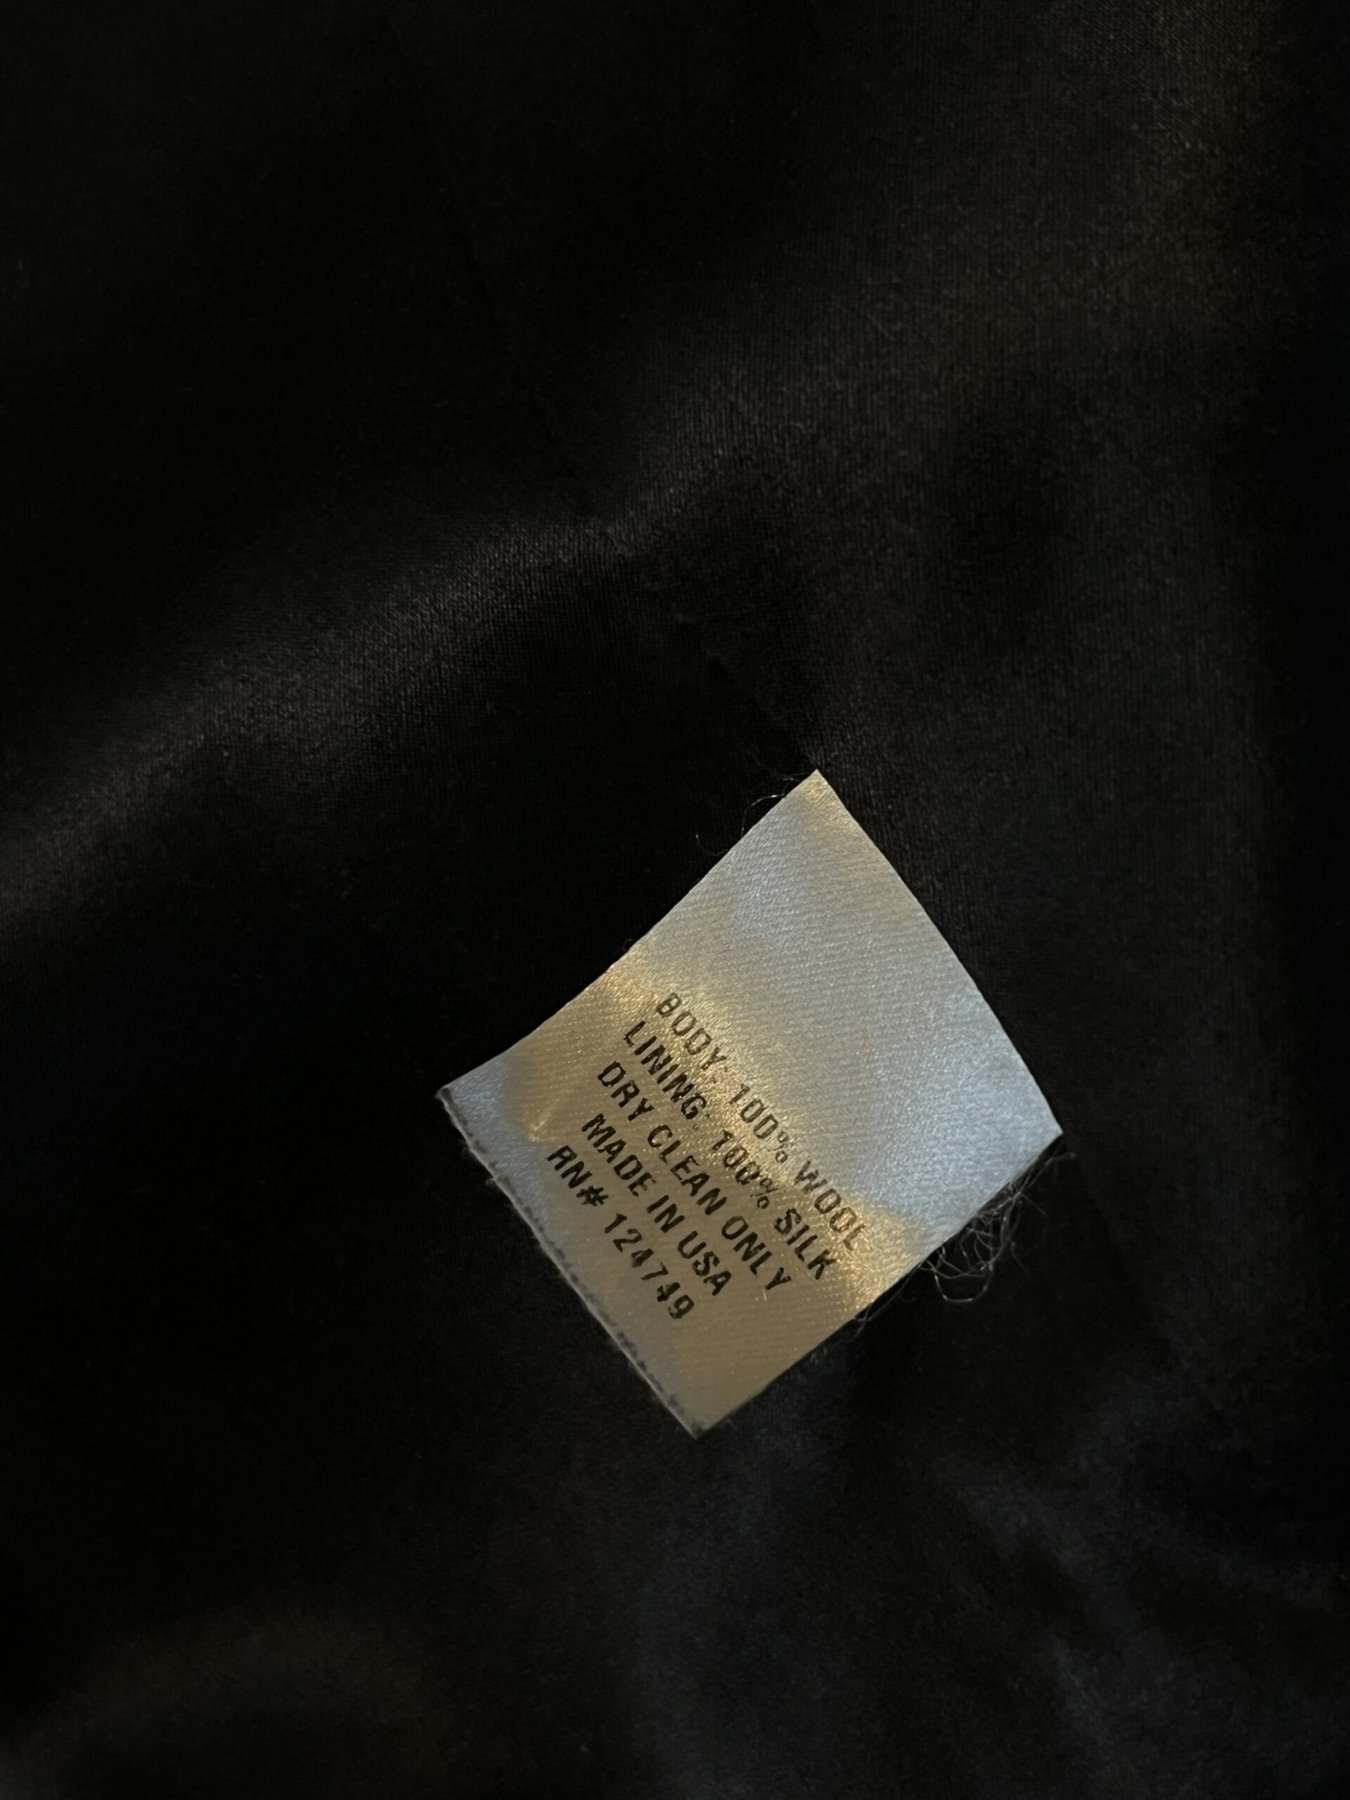 BODY: 100% WOOL
LINING: 100% SILK
DRY CLEAN ONLY
MADE IN USA
RN# 124749